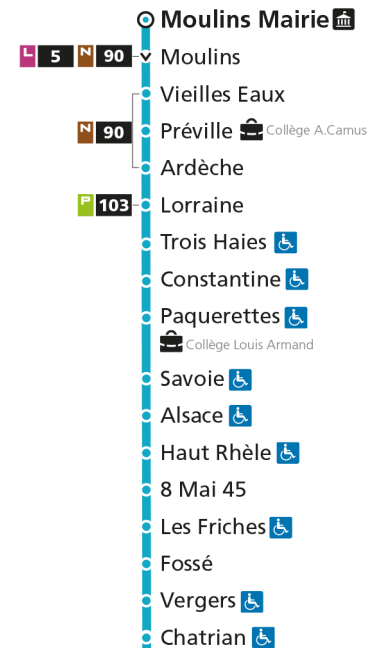 Moulins Mairie
L 5 N 90 Moulins
Vieilles Eaux
N 90 Préville Collège A.Camus
Ardèche
P 103 Lorraine
Trois Haies
Constantine
Paquerettes
Collège Louis Armand
Savoie
Alsace
Haut Rhèle
8 Mai 45
Les Friches
Fossé
Vergers
Chatrian